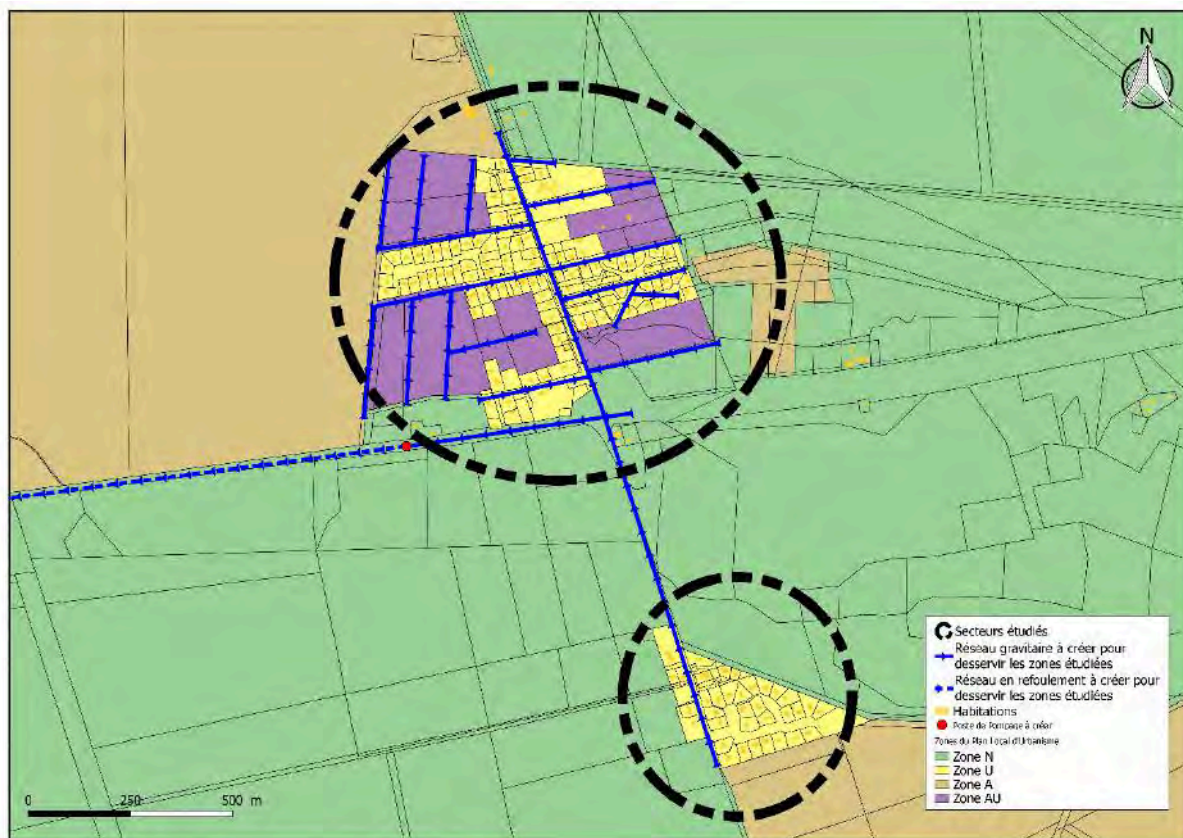 N
Secteurs étudiés
Réseau gravitaire à créer pour
desservir les zones étudiées
Réseau en refoulement à créer pour
desservir les zones étudiées
Habitations
Poste de Pompage à créer
Zones du Plan Local d'Urbanisme
Zone N
Zone U
Zone A
Zone AU
0 250 500 m